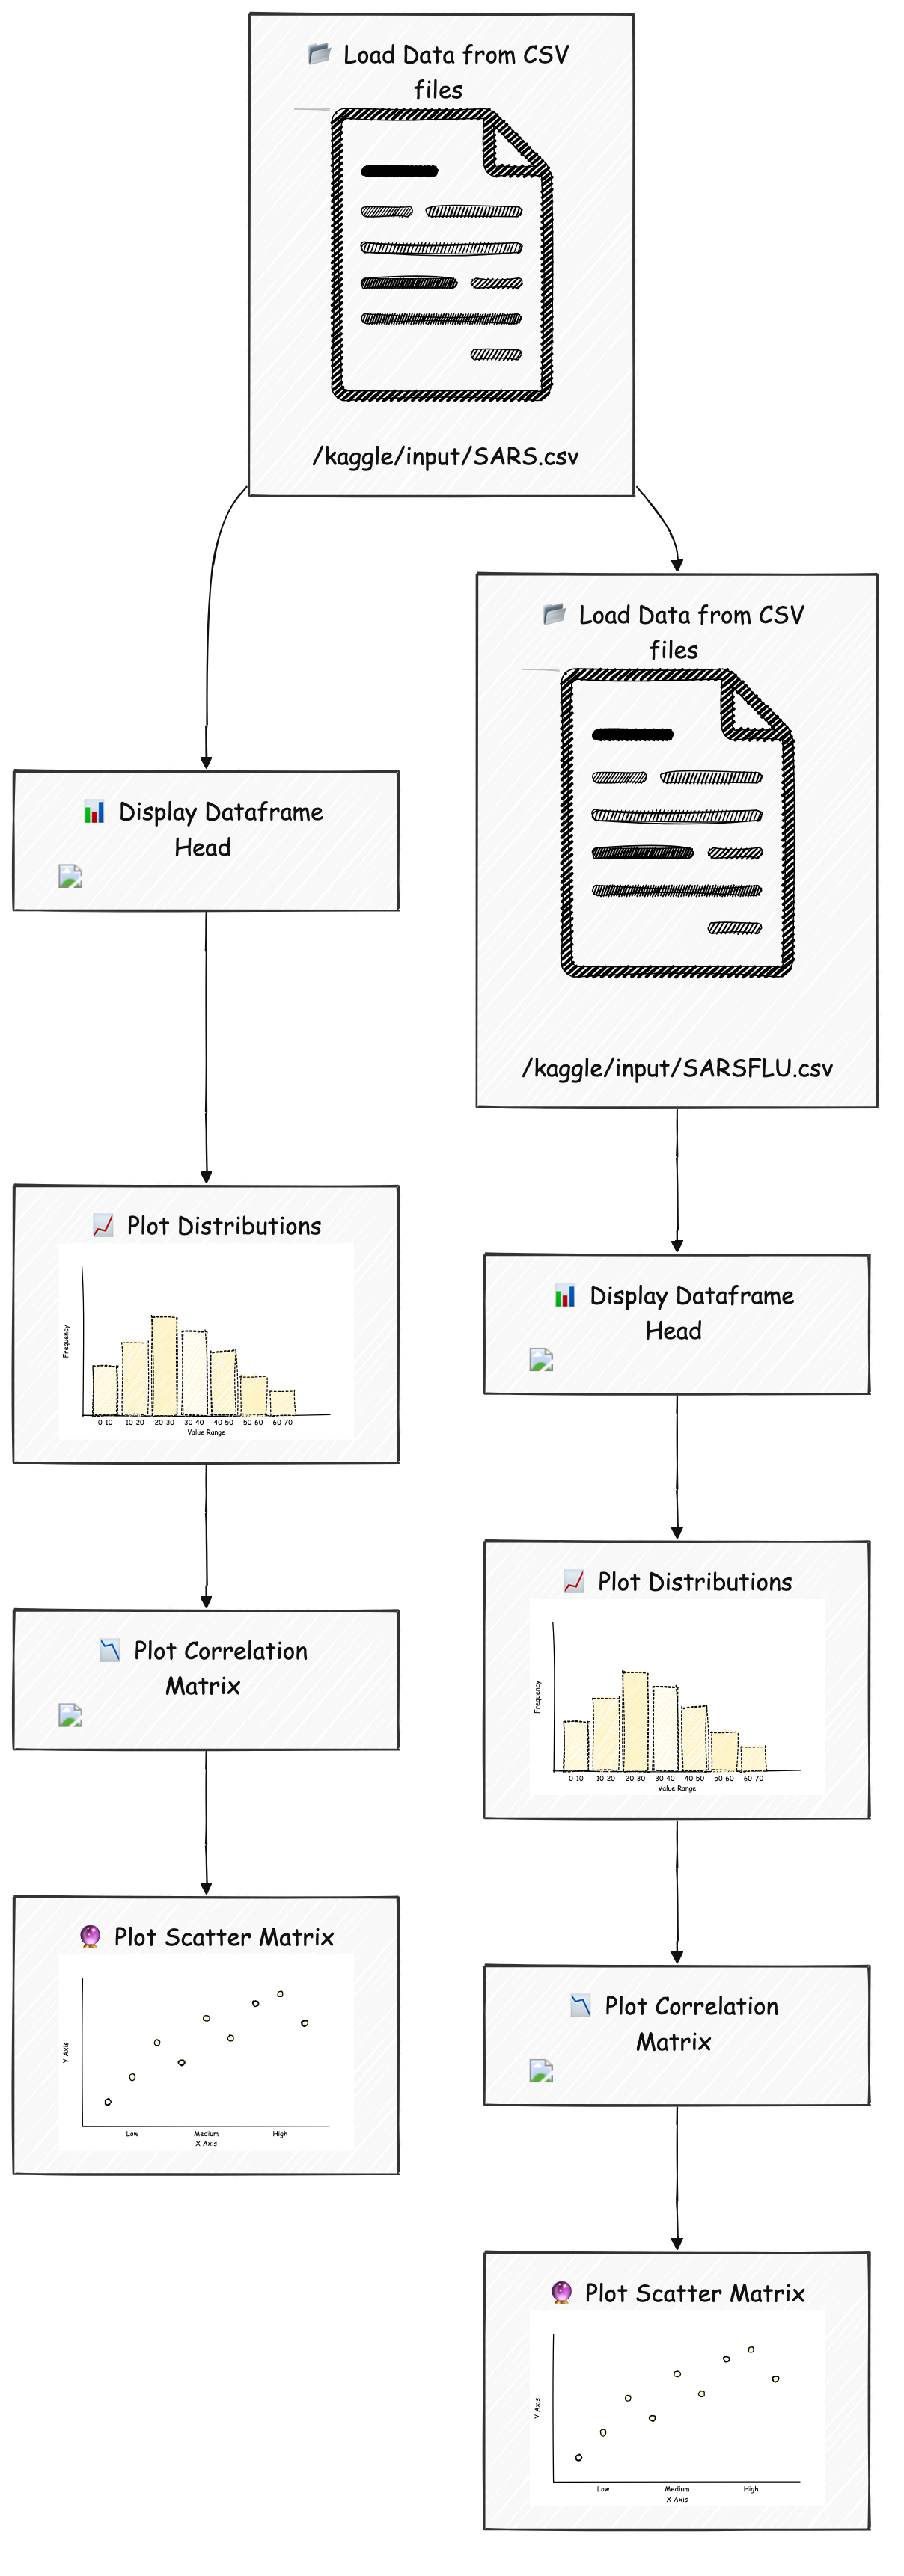 Load Data from CSV
files
/kaggle/input/SARS.csv
Load Data from CSV
files
/kaggle/input/SARSFLU.csv
Display Dataframe
Head
Plot Distributions
Frequency
0-10 10-20 20-30 30-40 40-50 50-60 60-70
Value Range
Plot Correlation
Matrix
Plot Scatter Matrix
Y Axis
Low Medium High
X Axis
Display Dataframe
Head
Plot Distributions
Frequency
0-10 10-20 20-30 30-40 40-50 50-60 60-70
Value Range
Plot Correlation
Matrix
Plot Scatter Matrix
Y Axis
Low Medium High
X Axis